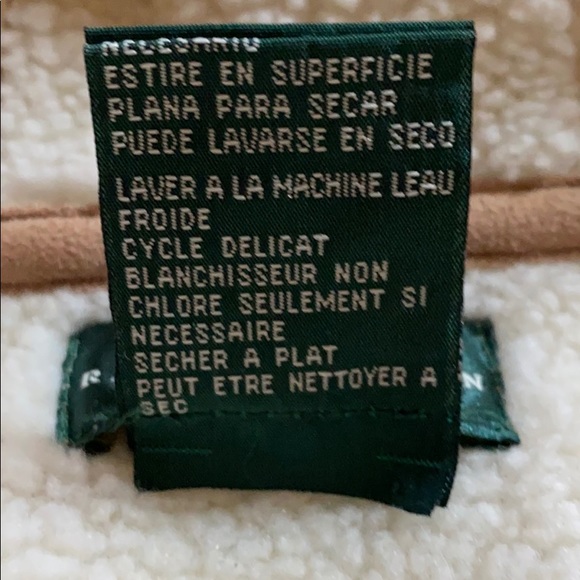 NECESARIO
ESTIRE EN SUPERFICIE
PLANA PARA SECAR
PUEDE LAVARSE EN SECO
LAVER A LA MACHINE LEAU
FROIDE
CYCLE DELICAT
BLANCHISSEUR NON
CHLORE SEULEMENT SI
NECESSAIRE
SECHER A PLAT
PEUT ETRE NETTOYER A
SEC
N